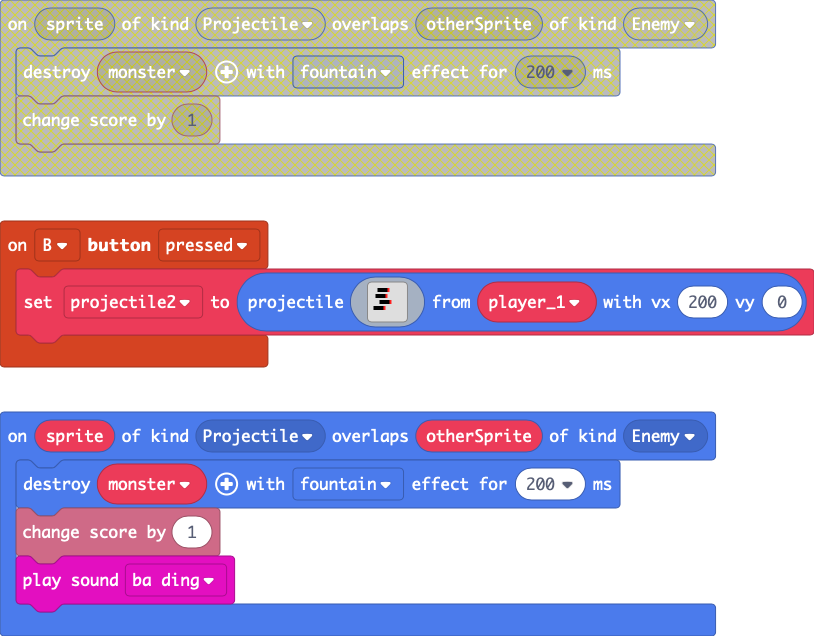 on sprite of kind Projectile overlaps otherSprite of kind Enemy
destroy monster with fountain effect for 200 ms
change score by 1
on B button pressed
set projectile2 to projectile from player_1 with vx 200 vy 0
on sprite of kind Projectile overlaps otherSprite of kind Enemy
destroy monster with fountain effect for 200 ms
change score by 1
play sound ba ding